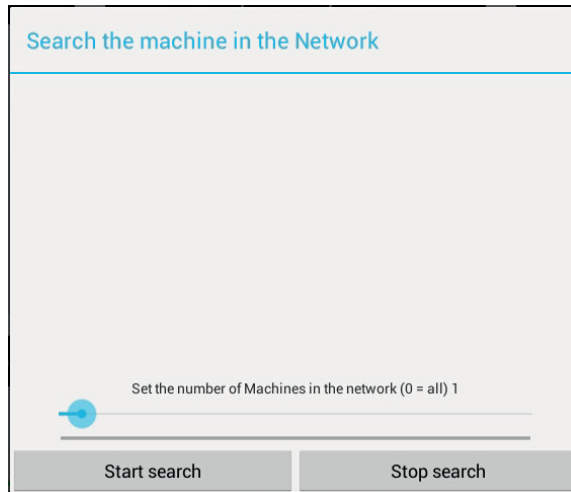 Search the machine in the Network
Set the number of Machines in the network (0 = all) 1
Start search
Stop search